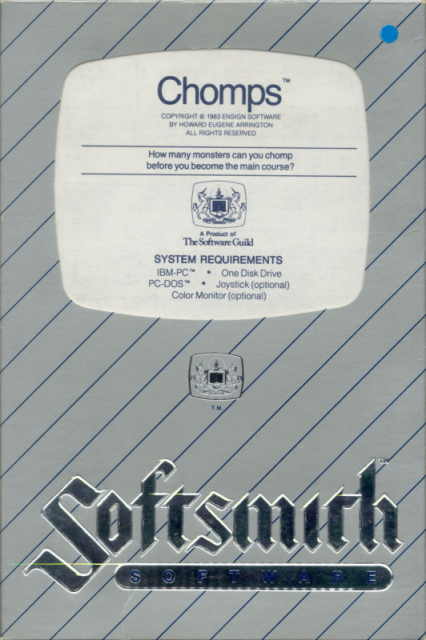 Chomps™
COPYRIGHT © 1983 ENSIGN SOFTWARE
BY HOWARD EUGENE ARRINGTON
ALL RIGHTS RESERVED
How many monsters can you chomp
before you become the main course?
A Product of
The Software Guild
SYSTEM REQUIREMENTS
IBM-PC™ • One Disk Drive
PC-DOS™ • Joystick (optional)
Color Monitor (optional)
T.M.
Softsmith™
SOFTWARE